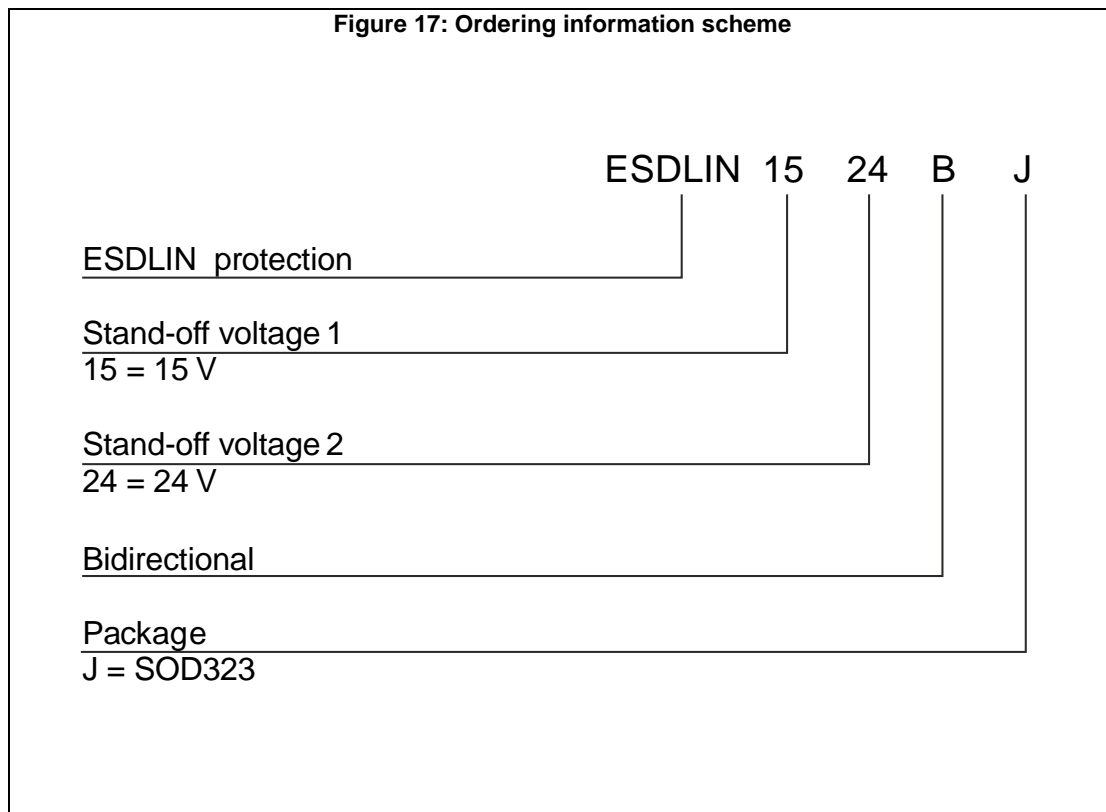 Figure 17: Ordering information scheme
ESDLIN 15 24 B J
ESDLIN protection
Stand-off voltage 1
15 = 15 V
Stand-off voltage 2
24 = 24 V
Bidirectional
Package
J = SOD323